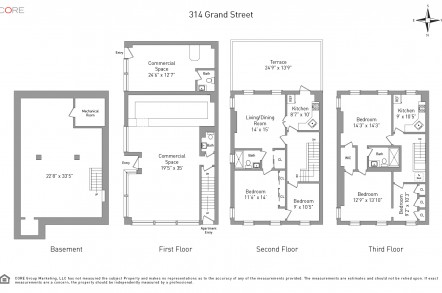 CORE
314 Grand Street
N
Entry
Commercial
Space
24'6" x 12'7"
Bath
Terrace
24'9" x 13'9"
Mechanical
Room
22'8" x 33'5"
Commercial
Space
19'5" x 35'
Bath
Entry
Apartment
Entry
Living/Dining
Room
14' x 15'
Kitchen
8'7" x 10'
REF
Bath
Bedroom
11'6" x 14'
Bedroom
9' x 10'5"
Bedroom
14'3" x 14'3"
Kitchen
9' x 10'5"
REF
Bath
Bedroom
12'9" x 13'10"
Bedroom
9'2" x 10'3"
Basement
First Floor
Second Floor
Third Floor
CORE Group Marketing, LLC has not measured the subject Property and makes no representations as to the accuracy of any of the measurements provided. The measurements are estimates and should not be relied upon. If exact
measurements are a concern, the property should be independently measured by a professional.